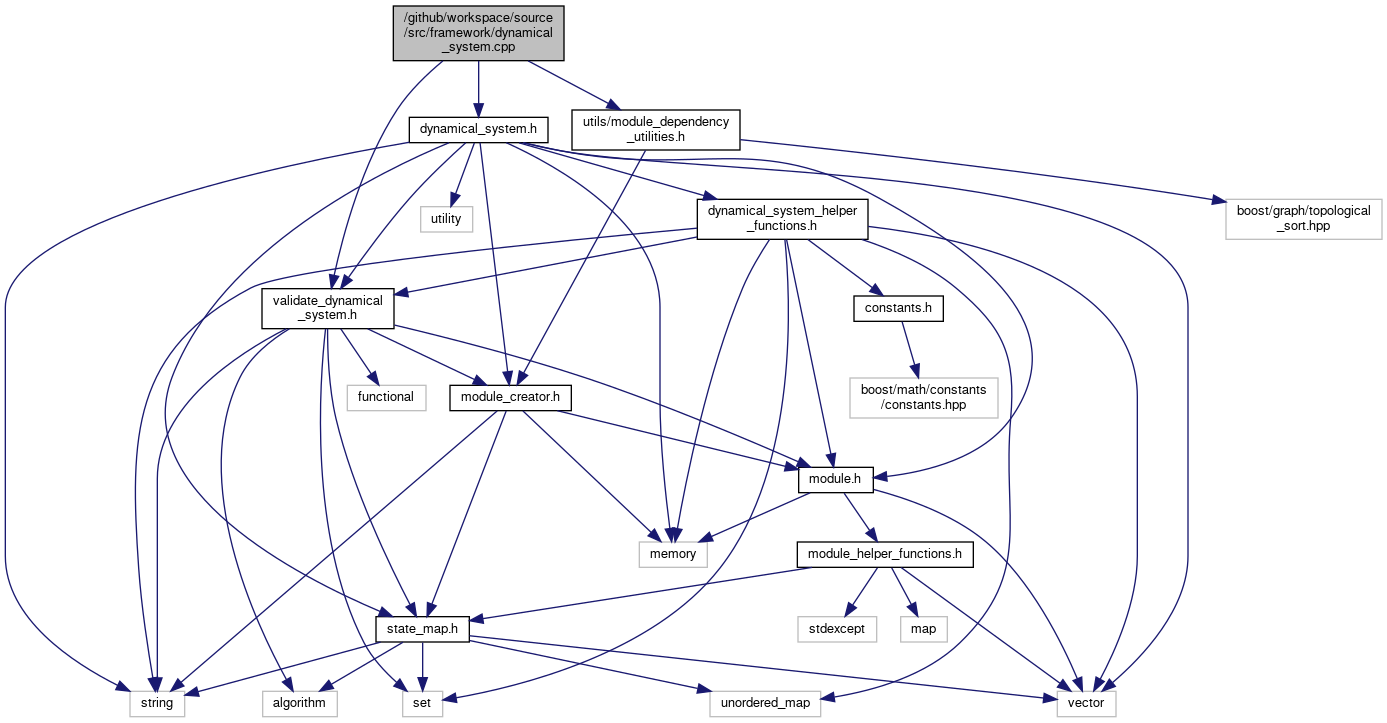 /github/workspace/source
/src/framework/dynamical
_system.cpp
dynamical_system.h
utils/module_dependency
_utilities.h
utility
dynamical_system_helper
_functions.h
boost/graph/topological
_sort.hpp
validate_dynamical
_system.h
constants.h
functional
module_creator.h
boost/math/constants
/constants.hpp
module.h
memory
module_helper_functions.h
state_map.h
stdexcept
map
string
algorithm
set
unordered_map
vector